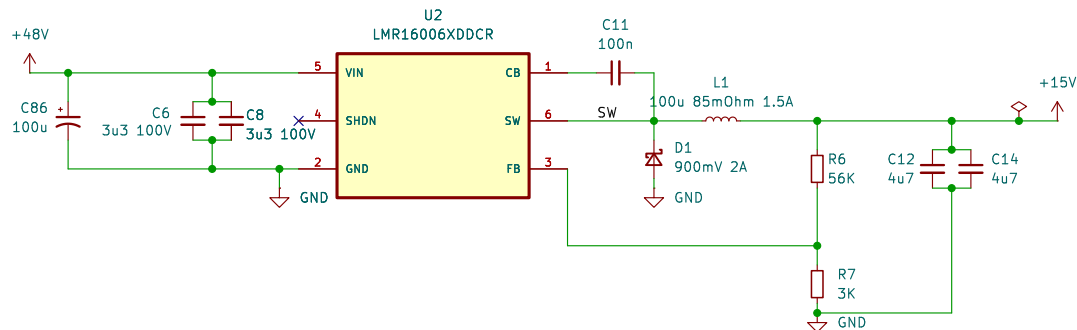 U2
LMR16006XDDCR
+48V
C11
100n
5 VIN
CB 1
L1
100u 85mOhm 1.5A
+15V
C86
100u
+
C6
3u3 100V
C8
3u3 100V
4 SHDN
SW 6
SW
D1
900mV 2A
2 GND
FB 3
GND
GND
R6
56K
C12
4u7
C14
4u7
R7
3K
GND